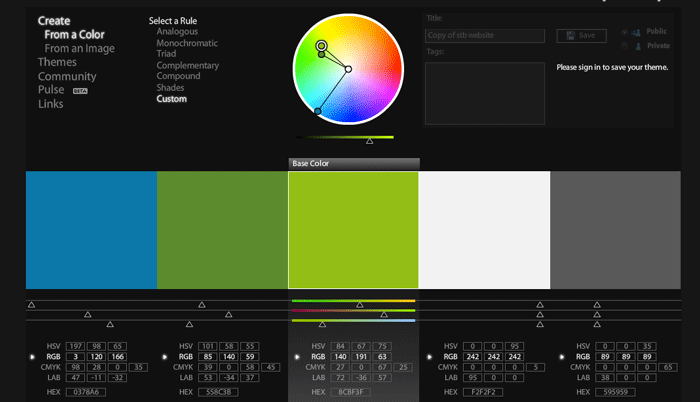 Create
From a Color
From an Image
Themes
Community
Pulse BETA
Links
Select a Rule
Analogous
Monochromatic
Triad
Complementary
Compound
Shades
Custom
Title:
Copy of stb website
Save
Public
Private
Tags:
Please sign in to save your theme.
Base Color
HSV 197 98 65
RGB 3 120 166
CMYK 98 28 0 35
LAB 47 -11 -32
HEX 0378A6
HSV 101 58 55
RGB 85 140 59
CMYK 39 0 58 45
LAB 53 -34 37
HEX 558C3B
HSV 84 67 75
RGB 140 191 63
CMYK 27 0 67 25
LAB 72 -36 57
HEX 8CBF3F
HSV 0 0 95
RGB 242 242 242
CMYK 0 0 0 5
LAB 95 0 0
HEX F2F2F2
HSV 0 0 35
RGB 89 89 89
CMYK 0 0 0 65
LAB 38 0 0
HEX 595959